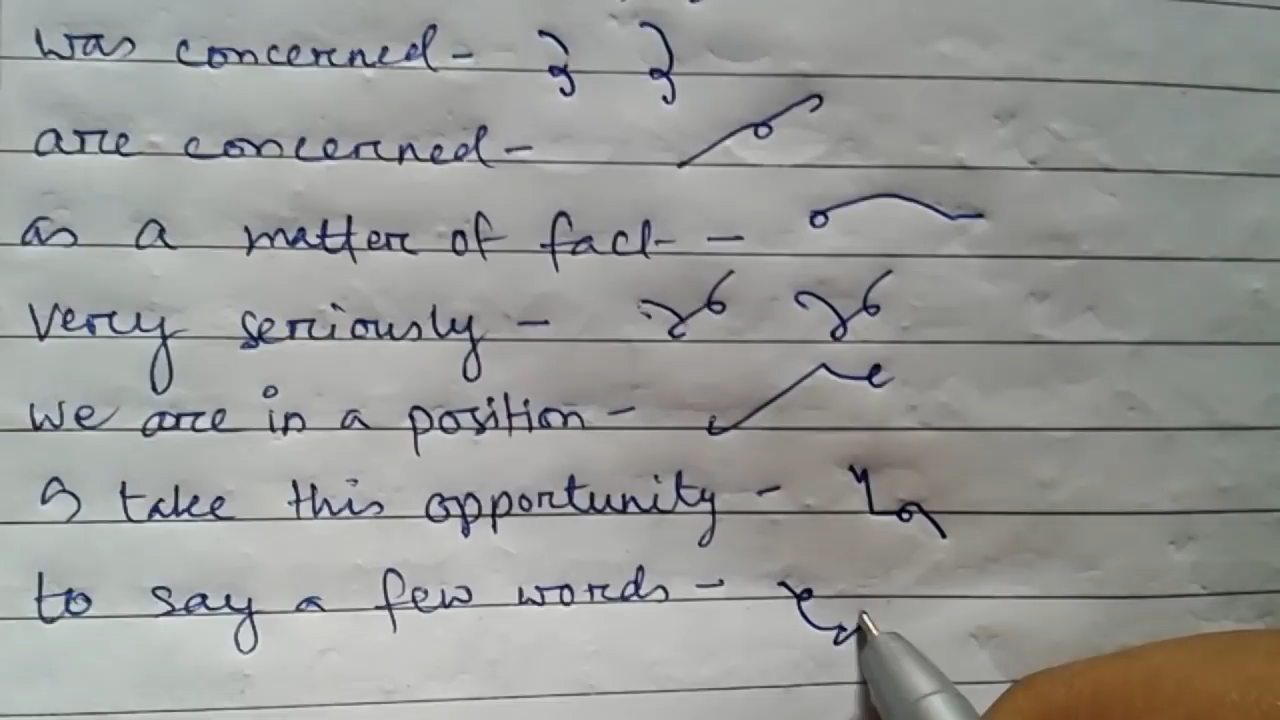 was concerned -
are concerned -
as a matter of fact -
very seriously -
we are in a position -
I take this opportunity -
to say a few words -